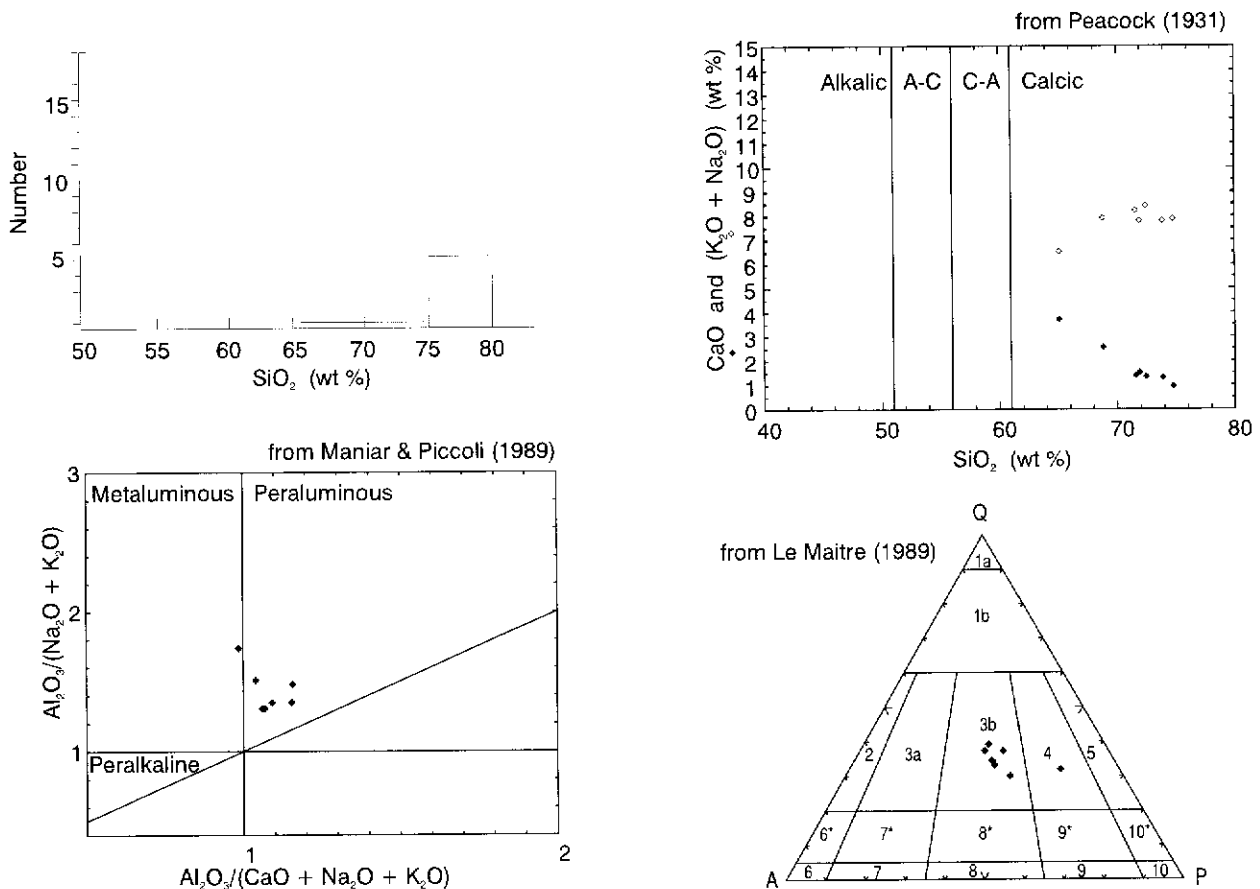 Number
15
10
5
50 55 60 65 70 75 80
SiO₂ (wt %)
from Peacock (1931)
CaO and (K₂O + Na₂O) (wt %)
15
14
13
12
11
10
9
8
7
6
5
4
3
2
1
0
Alkalic A-C C-A Calcic
40 50 60 70 80
SiO₂ (wt %)
from Maniar & Piccoli (1989)
Al₂O₃/(Na₂O + K₂O)
3
2
1
Metaluminous Peraluminous
Peralkaline
1 2
Al₂O₃/(CaO + Na₂O + K₂O)
from Le Maitre (1989)
Q
1a
1b
2 3a 3b 4 5
6* 7* 8* 9* 10*
6 7 8 9 10
A P